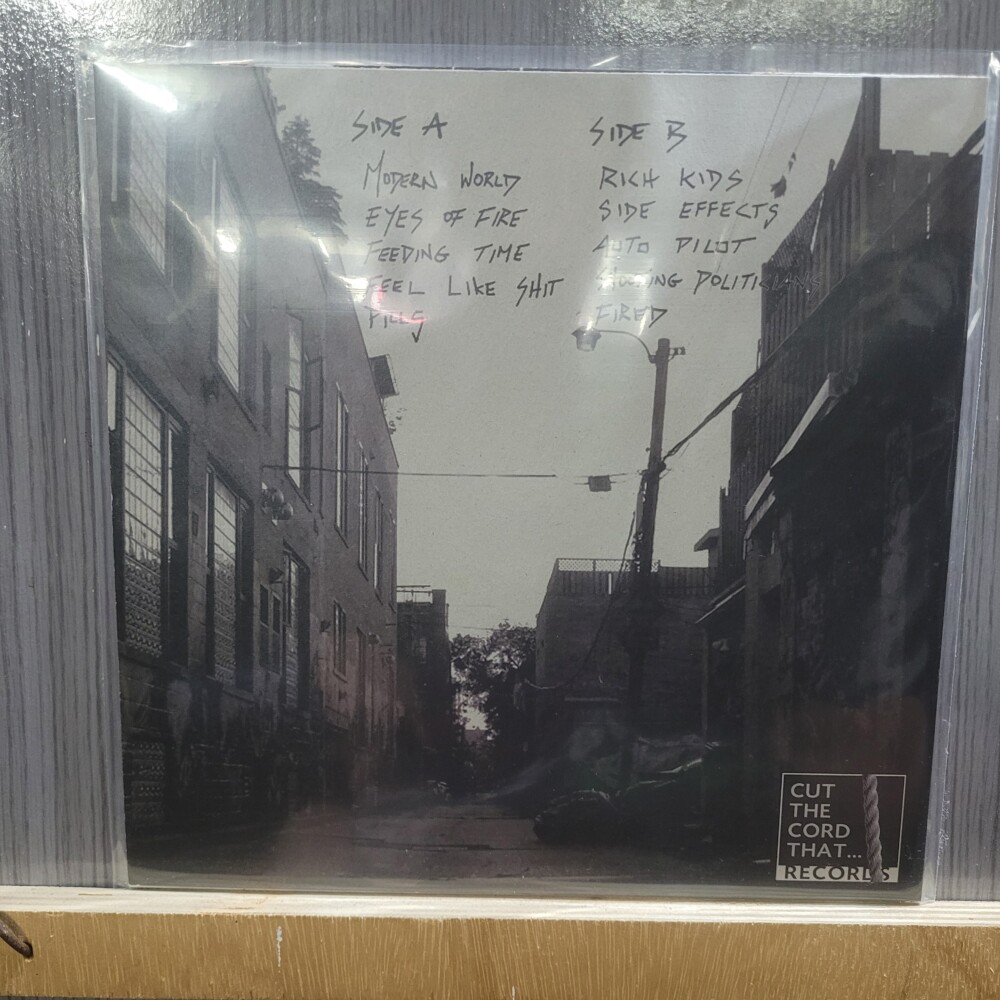 SIDE A
MODERN WORLD
EYES OF FIRE
FEEDING TIME
FEEL LIKE SHIT
PILLS
SIDE B
RICH KIDS
SIDE EFFECTS
AUTO PILOT
FIRED
CUT
THE
CORD
THAT...
RECORDS